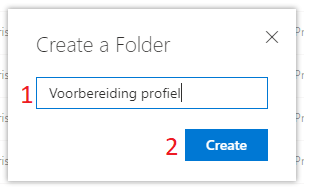 Create a Folder
1 Voorbereiding profiel
2 Create